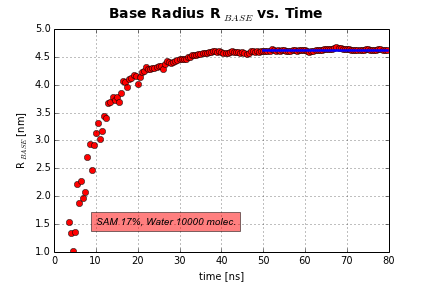 Base Radius R BASE vs. Time
5.0
4.5
4.0
3.5
3.0
2.5
2.0
1.5
1.0
R BASE [nm]
SAM 17%, Water 10000 molec.
0 10 20 30 40 50 60 70 80
time [ns]